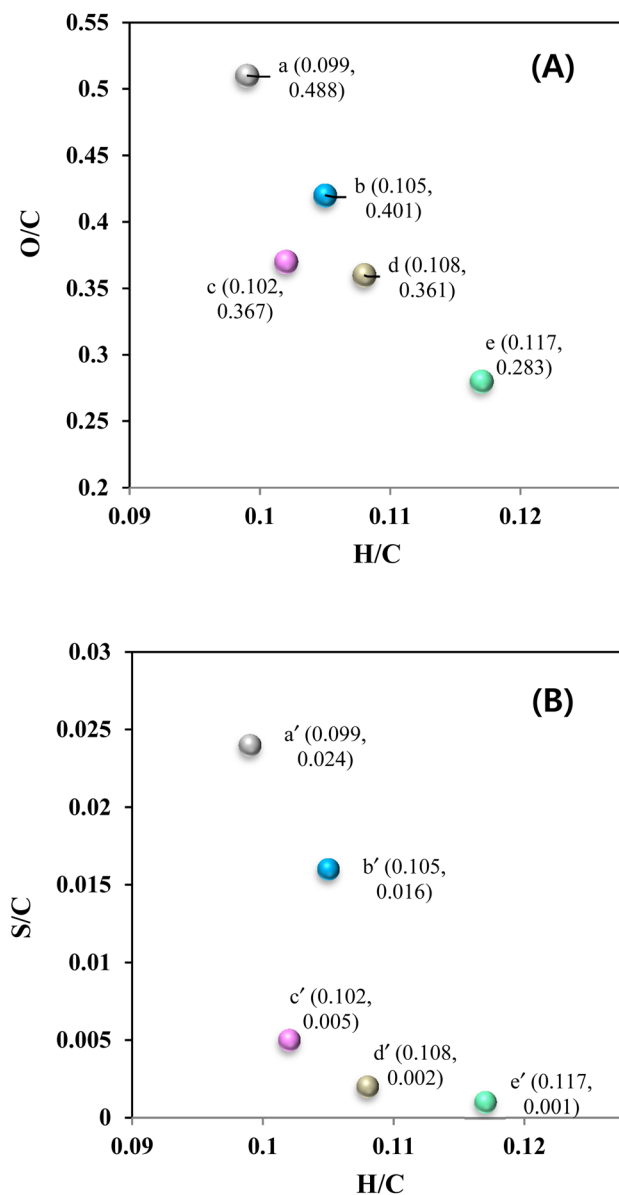 0.55
(A)
a (0.099,
0.488)
0.5
0.45
b (0.105,
0.401)
0.4
O/C
d (0.108,
0.361)
c (0.102,
0.367)
0.35
e (0.117,
0.283)
0.3
0.25
0.2
0.09 0.1 0.11 0.12
H/C
0.03
(B)
a′ (0.099,
0.024)
0.025
0.02
b′ (0.105,
0.016)
0.015
S/C
0.01
c′ (0.102,
0.005)
0.005
d′ (0.108,
0.002)
e′ (0.117,
0.001)
0
0.09 0.1 0.11 0.12
H/C